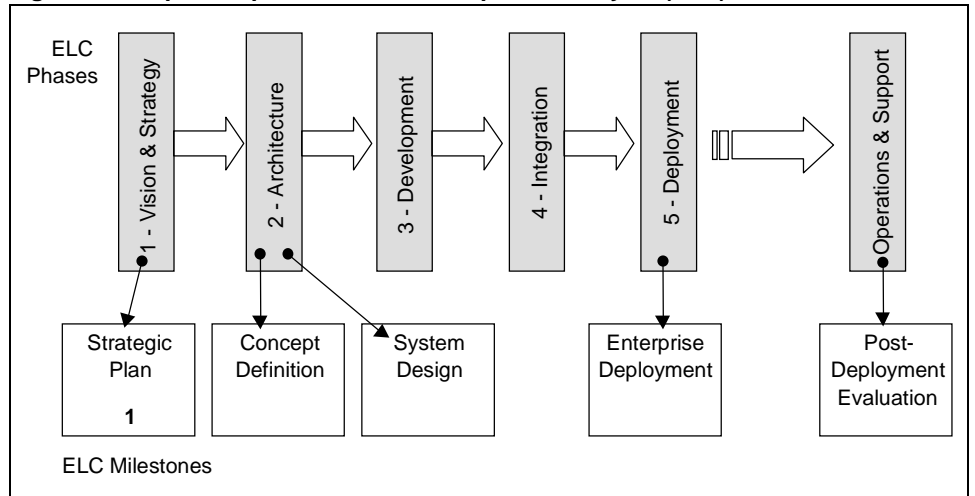 ELC
Phases
1 - Vision & Strategy
2 - Architecture
3 - Development
4 - Integration
5 - Deployment
Operations & Support
Strategic
Plan
1
Concept
Definition
System
Design
Enterprise
Deployment
Post-
Deployment
Evaluation
ELC Milestones